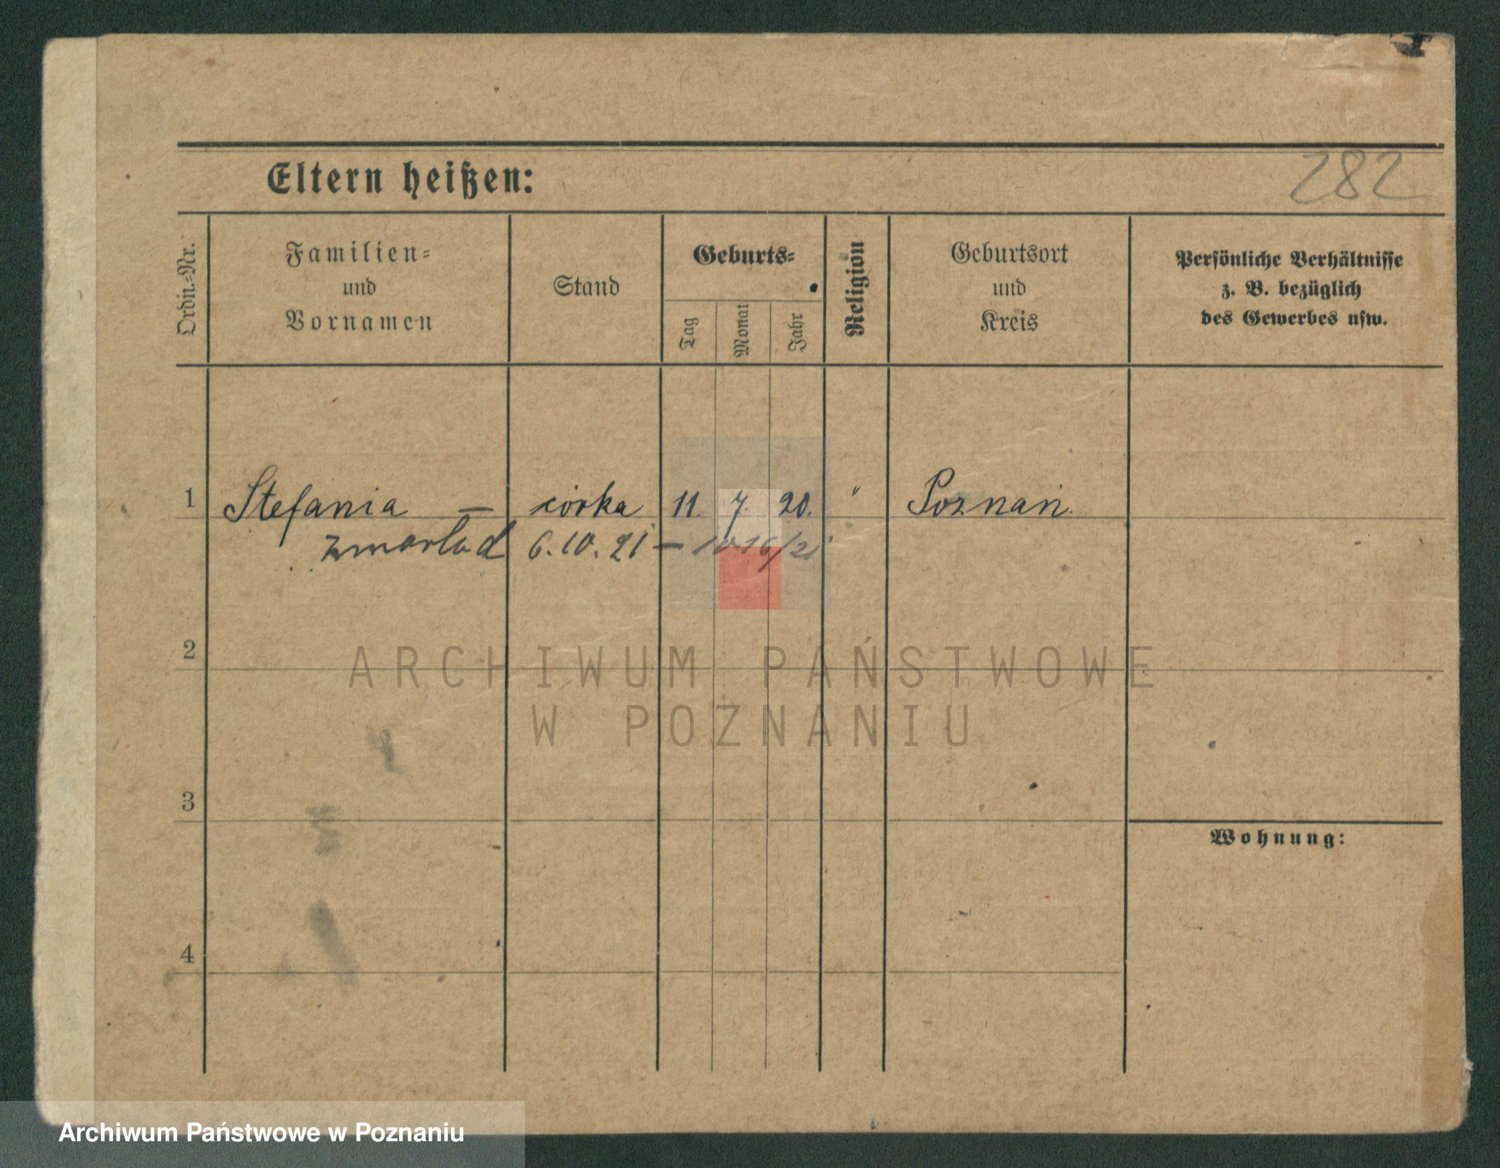 Eltern heißen:
282
Ordn.-Nr.
Familien-
und
Vornamen
Stand
Geburts-
Tag
Monat
Jahr
Religion
Geburtsort
und
Kreis
Persönliche Verhältnisse
z. B. bezüglich
des Gewerbes usw.
1 Stefania — córka 11. 7. 20. " Poznań.
6.10.21 —
2
ARCHIWUM PAŃSTWOWE
W POZNANIU
3
Wohnung:
4
Archiwum Państwowe w Poznaniu